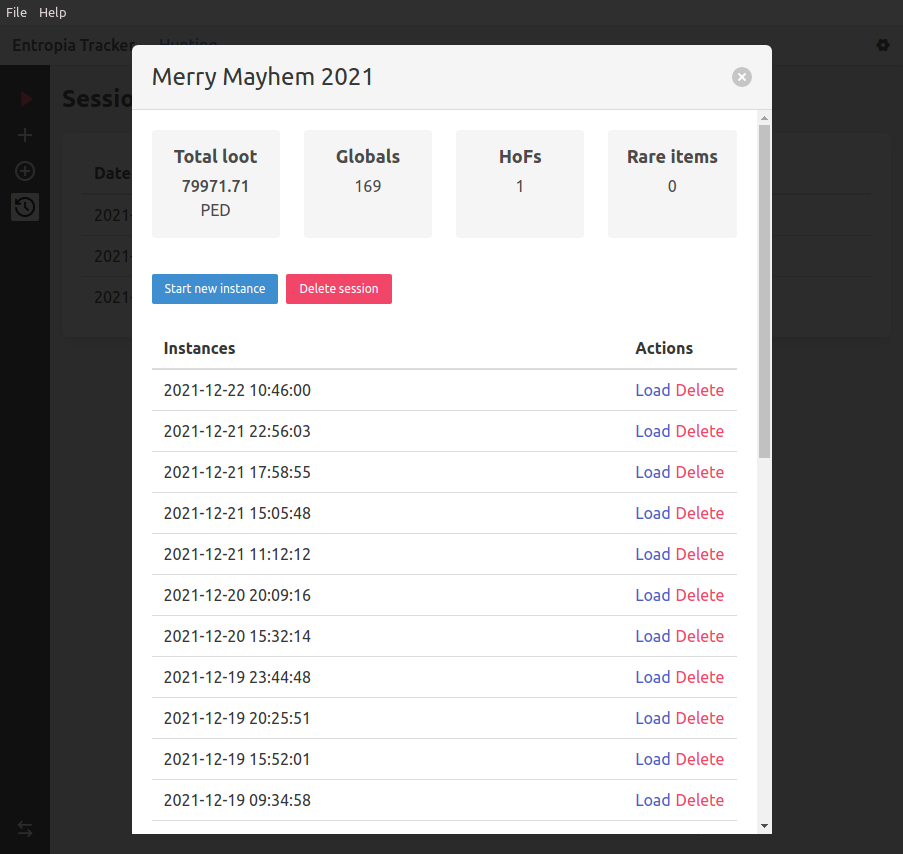 File Help
Entropia Tracker Hunting
Merry Mayhem 2021
Sessio
Date
2021-
2021-
2021-
Total loot
79971.71
PED
Globals
169
HoFs
1
Rare items
0
Start new instance Delete session
Instances Actions
2021-12-22 10:46:00 Load Delete
2021-12-21 22:56:03 Load Delete
2021-12-21 17:58:55 Load Delete
2021-12-21 15:05:48 Load Delete
2021-12-21 11:12:12 Load Delete
2021-12-20 20:09:16 Load Delete
2021-12-20 15:32:14 Load Delete
2021-12-19 23:44:48 Load Delete
2021-12-19 20:25:51 Load Delete
2021-12-19 15:52:01 Load Delete
2021-12-19 09:34:58 Load Delete